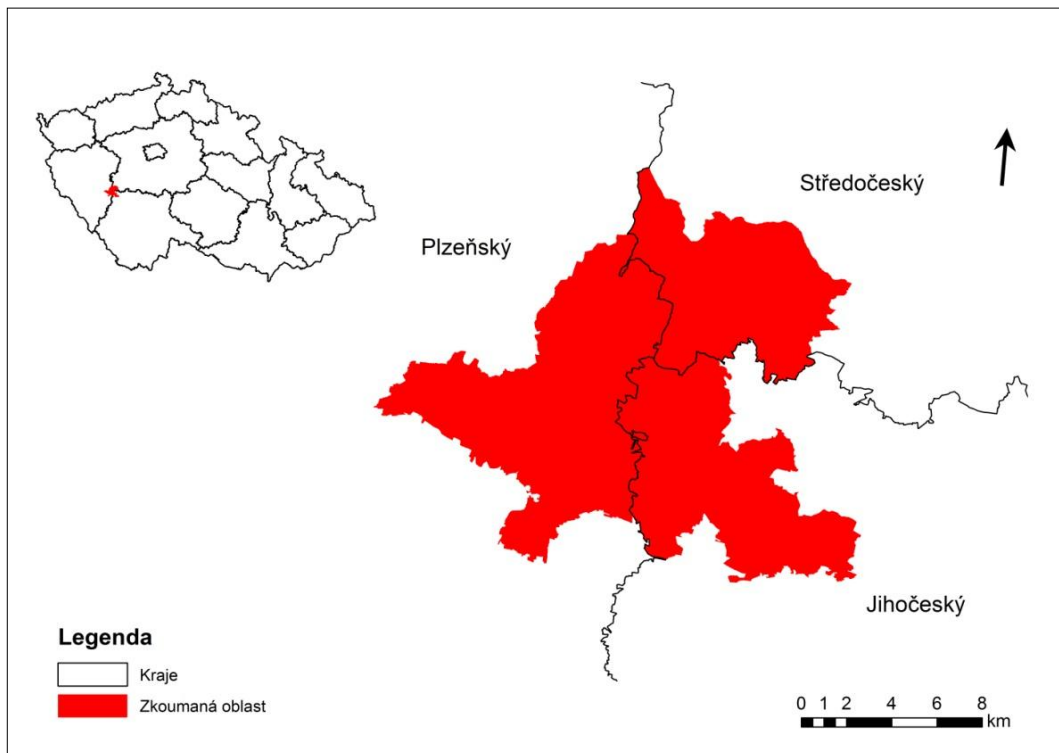 Středočeský
Plzeňský
Jihočeský
Legenda
Kraje
Zkoumaná oblast
0 1 2 4 6 8
km